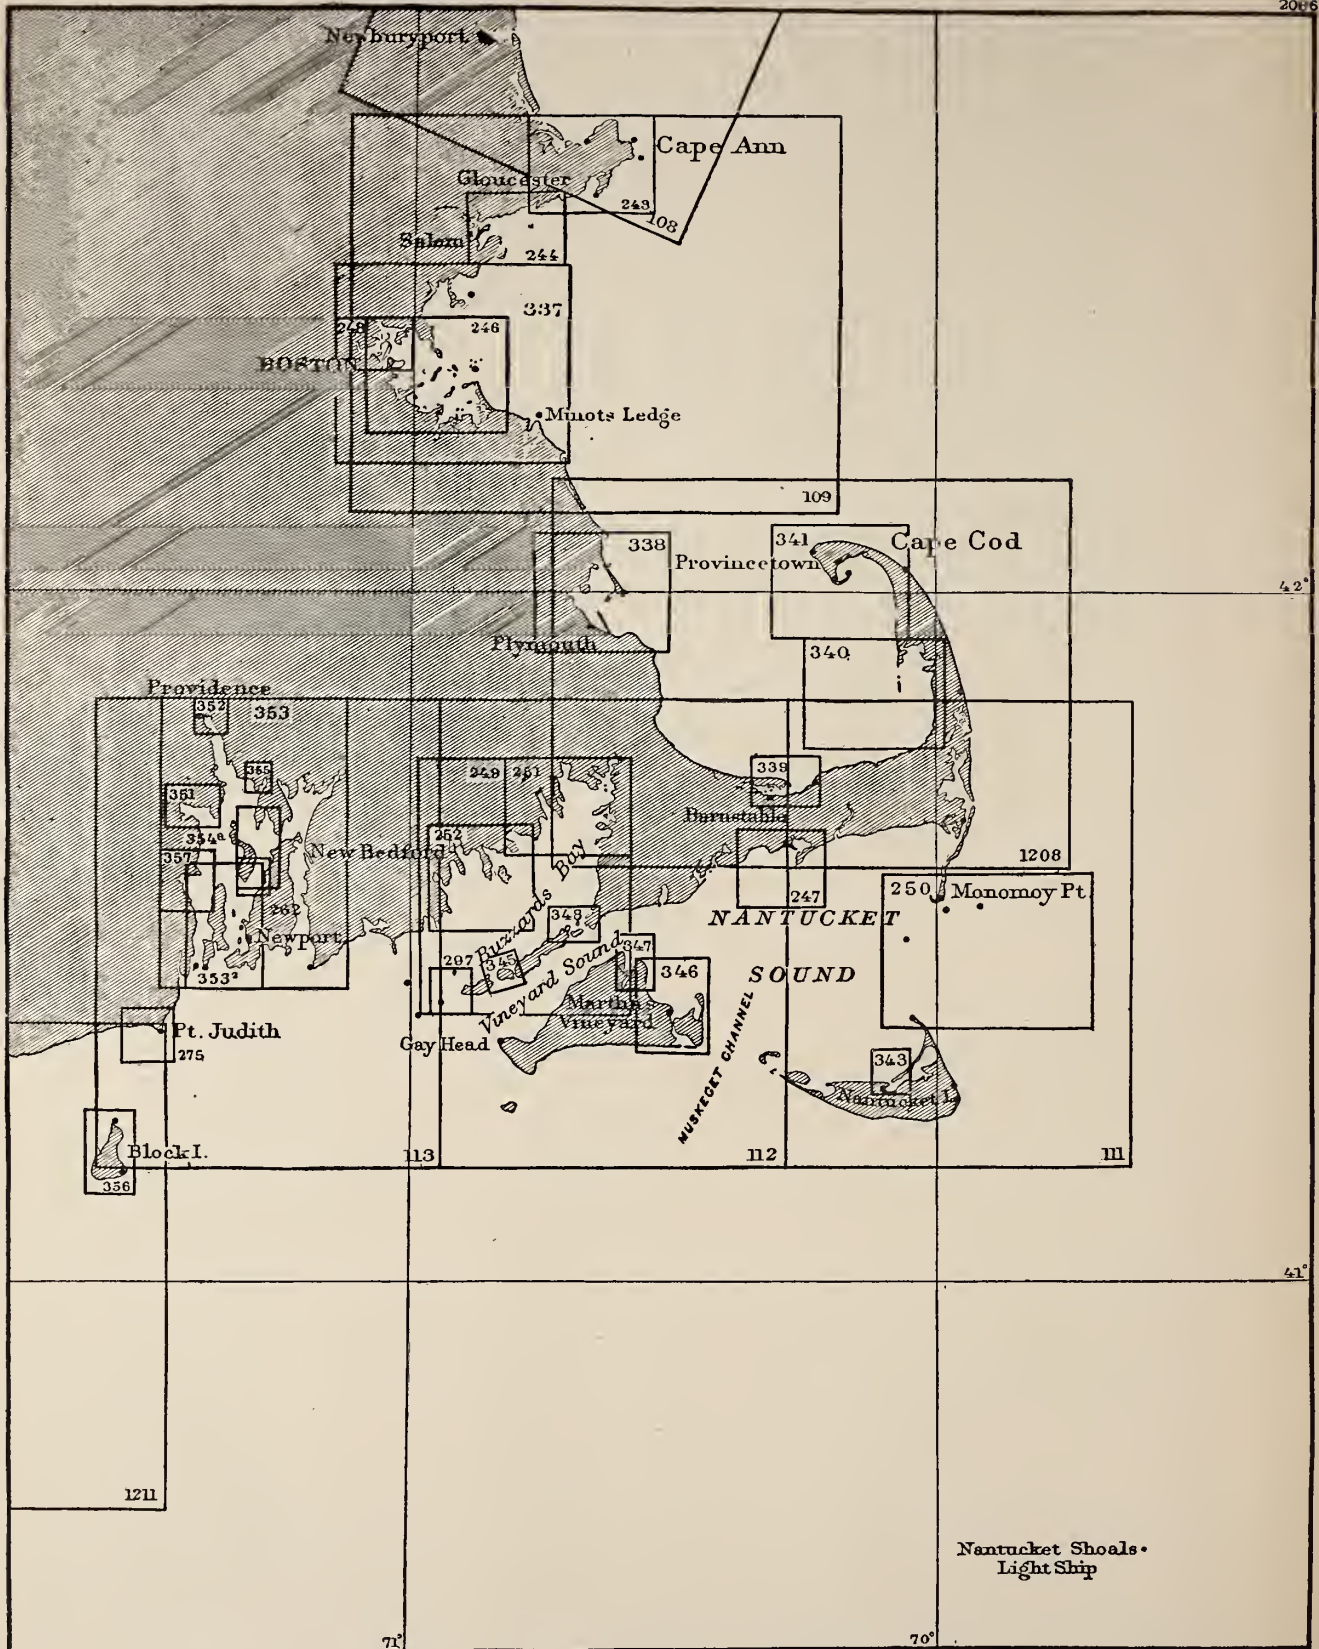 Newburyport
Cape Ann
Gloucester
243
108
Salem
244
337
248
246
BOSTON
Minots Ledge
109
341
Cape Cod
338
Provincetown
42°
Plymouth
340
Providence
352
353
355
249
251
339
351
Barnstable
354ª
252
357
New Bedford
1208
250
Monomoy Pt.
247
262
348
NANTUCKET
Newport
Buzzards Bay
347
297
345
346
SOUND
353²
Vineyard Sound
Martha's
Vineyard
Pt. Judith
275
Gay Head
MUSKEGET CHANNEL
343
Nantucket I.
Block I.
113
112
111
356
41°
1211
Nantucket Shoals
Light Ship
71°
70°